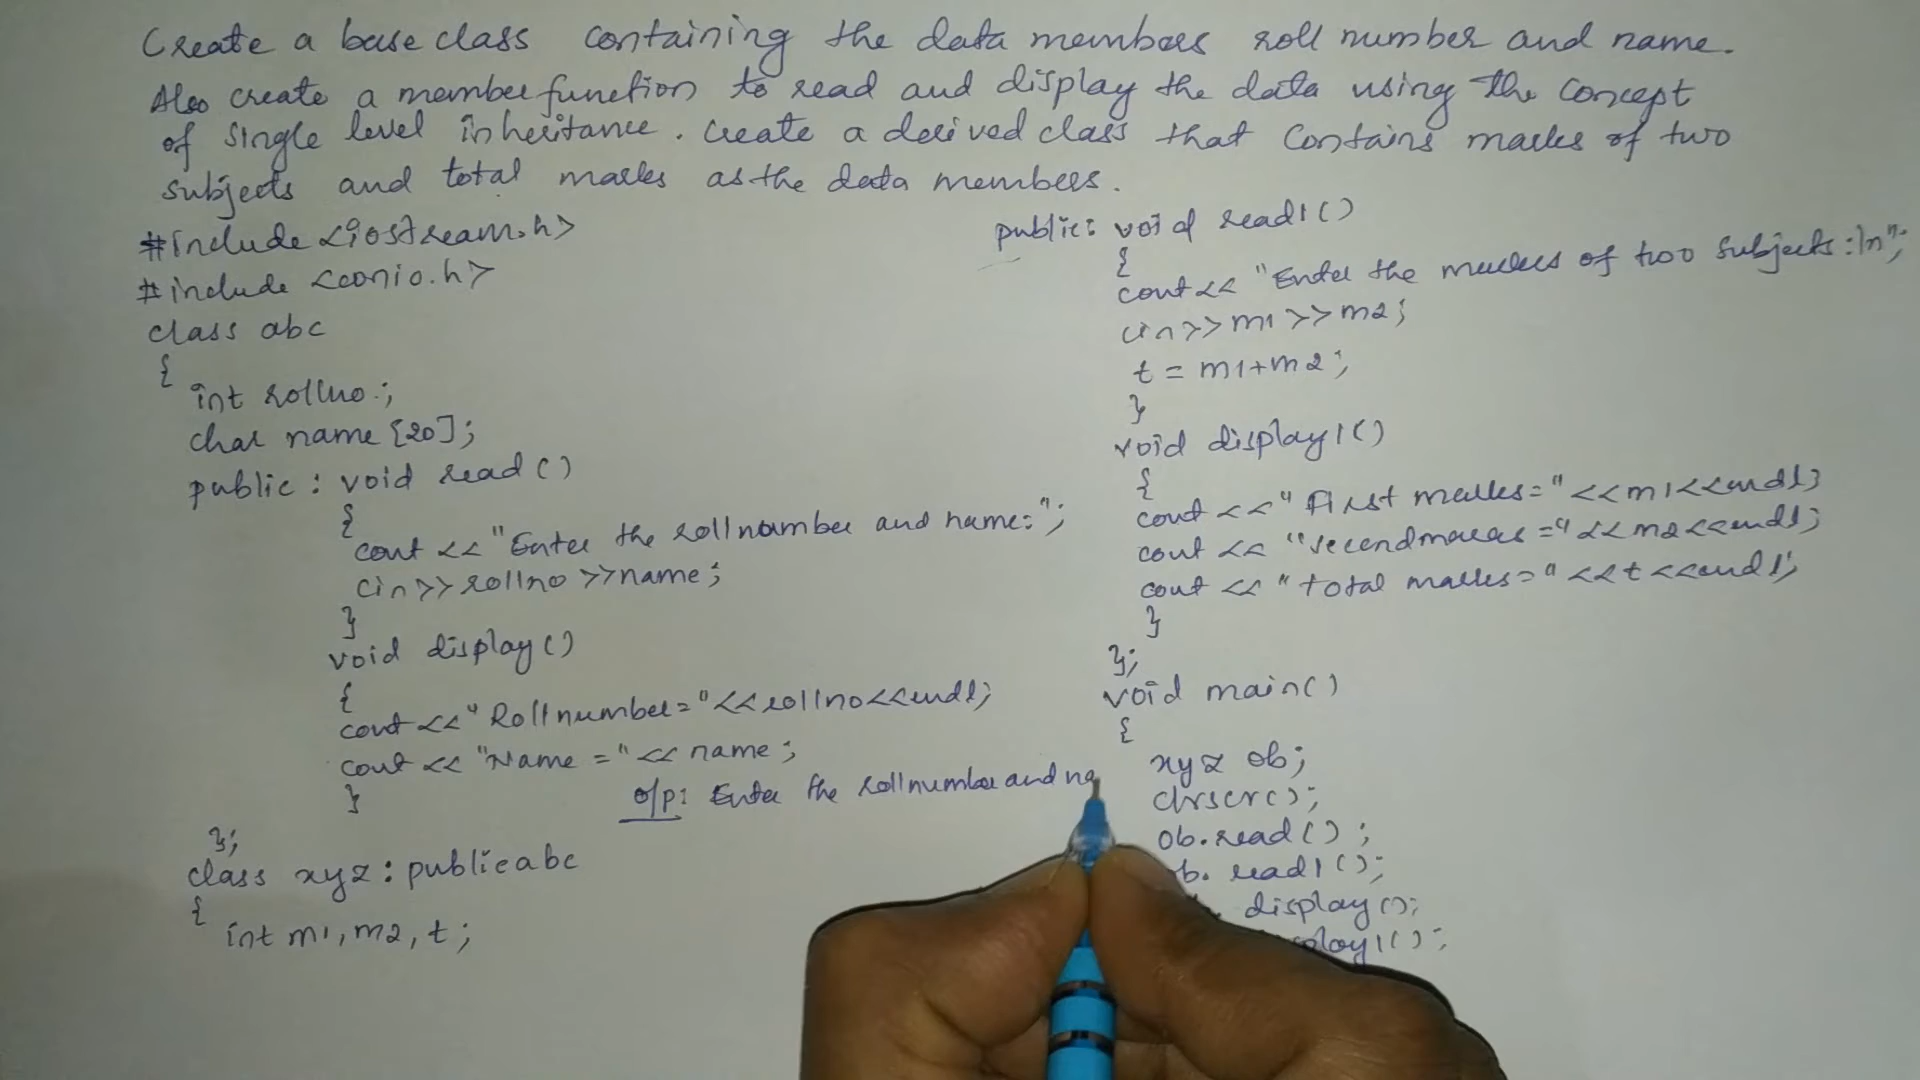 Create a base class containing the data members roll number and name.
Also create a member function to read and display the data using the concept
of single level inheritance. Create a derived class that contains marks of two
subjects and total marks as the data members.
#include <iostream.h>
#include <conio.h>
class abc
{
int rollno;
char name [20];
public : void read ()
{
cout << "Enter the rollnumber and name:";
cin >> rollno >> name;
}
void display ()
{
cout << "Rollnumber = " << rollno << endl;
cout << "Name = " << name;
}
};
class xyz : public abc
{
int m1, m2, t;
public : void read1 ()
{
cout << "Enter the marks of two subjects :\n";
cin >> m1 >> m2;
t = m1+m2;
}
void display1 ()
{
cout << " First marks = " << m1 << endl;
cout << "second marks = " << m2 << endl;
cout << "total marks = " << t << endl;
}
};
void main ()
{
xyz ob;
clrscr ();
ob.read ();
b. read1 ();
display ();
play1 ();
o/p: Enter the rollnumber and na